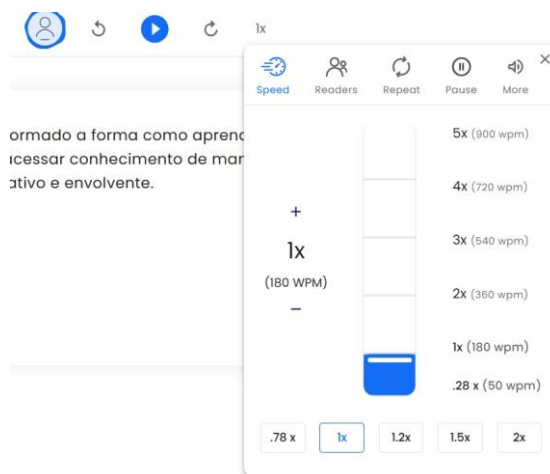 1x
Speed Readers Repeat Pause More
ormado a forma como apren
cessar conhecimento de mar
ativo e envolvente.
5x (900 wpm)
4x (720 wpm)
+
3x (540 wpm)
1x
(180 WPM)
2x (360 wpm)
–
1x (180 wpm)
.28 x (50 wpm)
.78 x 1x 1.2x 1.5x 2x